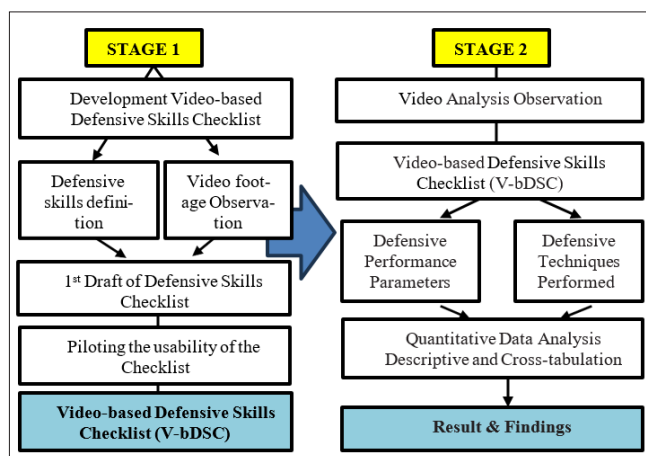 STAGE 1
Development Video-based
Defensive Skills Checklist
Defensive
skills defini-
tion
Video foot-
age Observa-
tion
1st Draft of Defensive Skills
Checklist
Piloting the usability of the
Checklist
Video-based Defensive Skills
Checklist (V-bDSC)
STAGE 2
Video Analysis Observation
Video-based Defensive Skills
Checklist (V-bDSC)
Defensive
Performance
Parameters
Defensive
Techniques
Performed
Quantitative Data Analysis
Descriptive and Cross-tabulation
Result & Findings